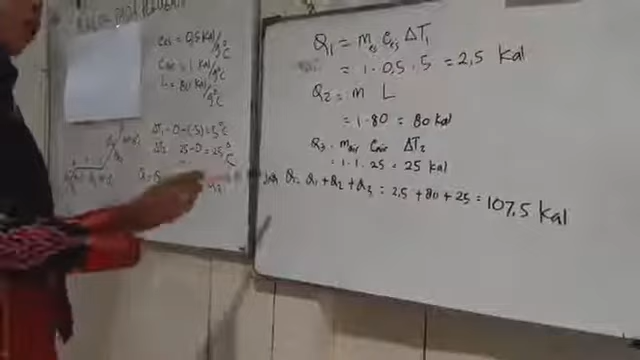 Ces = 0,5 Kal/g°C
Cair = 1 Kal/g°C
L = 80 Kal/g°C
ΔT1 = 0-(-5) = 5°C
ΔT2 25-0 = 25°C
Q1 = mes Ces ΔT1
= 1 . 0,5 . 5 = 2,5 Kal
Q2 = m L
= 1 . 80 = 80 Kal
Q3 = mair Cair ΔT2
= 1 . 1 . 25 = 25 Kal
Q = Q1 + Q2 + Q3 = 2,5 + 80 + 25 = 107,5 Kal